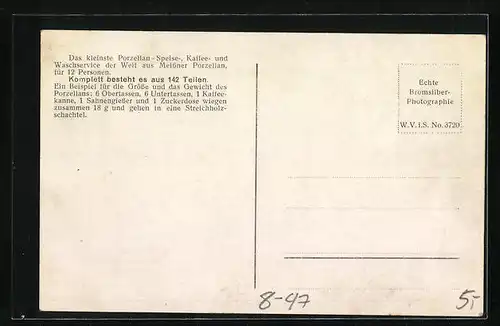 Das kleinste Porzellan-Speise-, Kaffee- und
Waschservice der Welt aus Meißner Porzellan,
für 12 Personen.
Komplett besteht es aus 142 Teilen.
Ein Beispiel für die Größe und das Gewicht des
Porzellans: 6 Obertassen, 6 Untertassen, 1 Kaffee-
kanne, 1 Sahnengießer und 1 Zuckerdose wiegen
zusammen 18 g und gehen in eine Streichholz-
schachtel.
Echte
Bromsilber-
Photographie
W.V.i.S. No. 3720
8-47
5,-